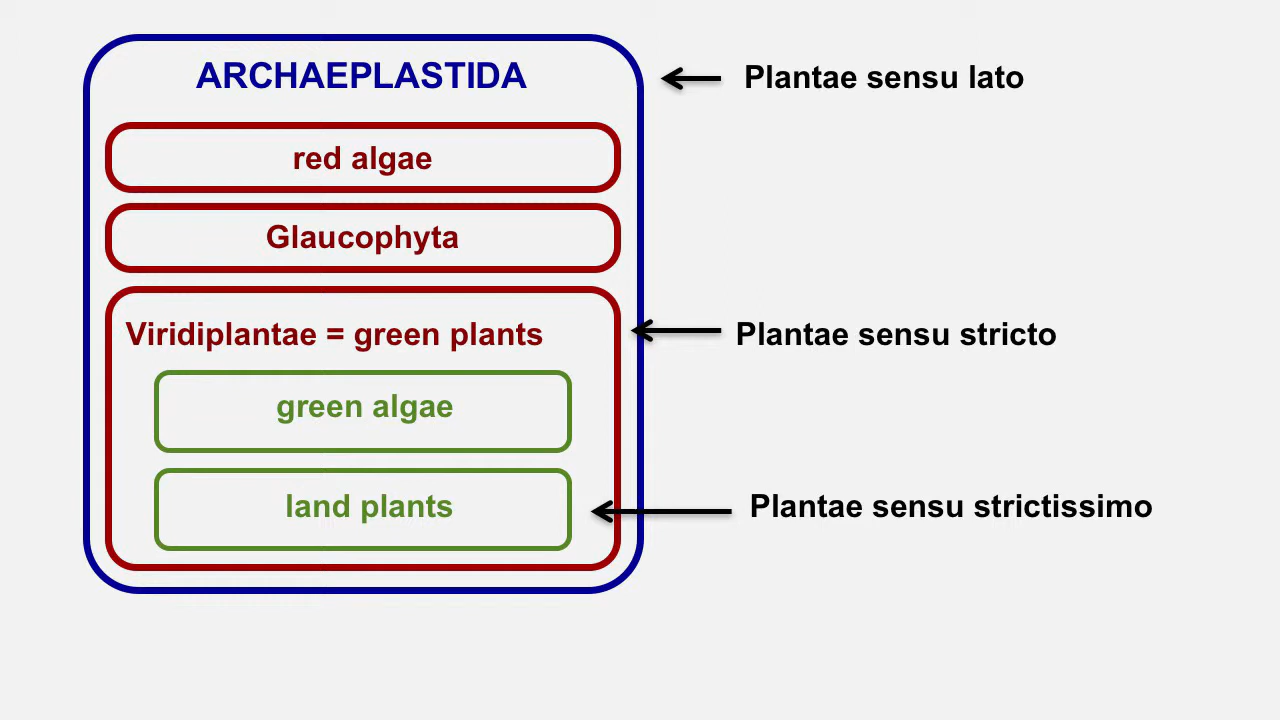 ARCHAEPLASTIDA
Plantae sensu lato
red algae
Glaucophyta
Viridiplantae = green plants
Plantae sensu stricto
green algae
land plants
Plantae sensu strictissimo